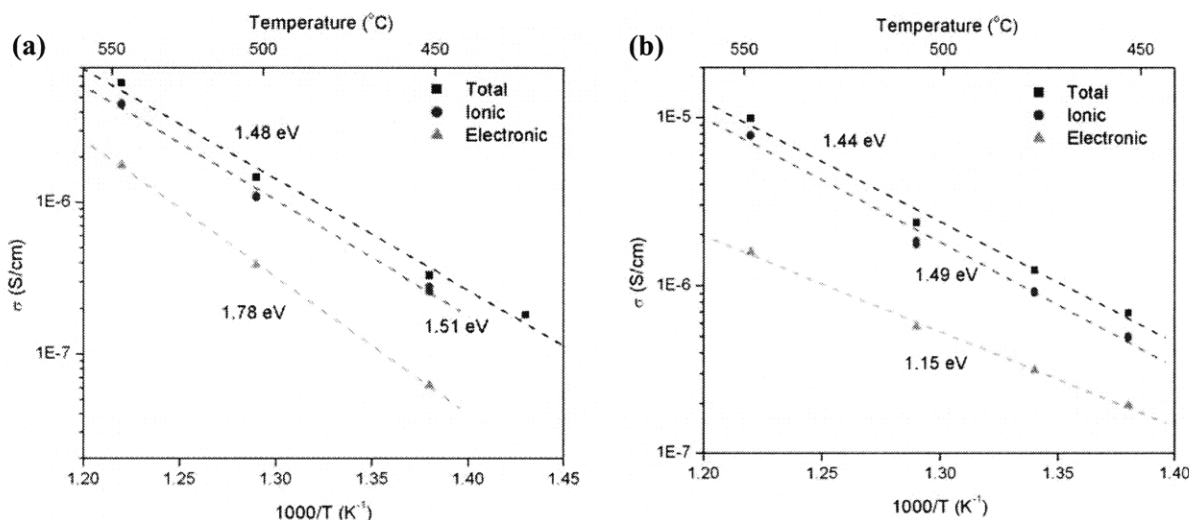 Temperature (°C)
(a)
550 500 450
Total
Ionic
Electronic
1.48 eV
1.78 eV
1.51 eV
1E-6
1E-7
σ (S/cm)
1.20 1.25 1.30 1.35 1.40 1.45
1000/T (K⁻¹)
Temperature (°C)
(b)
550 500 450
Total
Ionic
Electronic
1.44 eV
1.49 eV
1.15 eV
1E-5
1E-6
1E-7
σ (S/cm)
1.20 1.25 1.30 1.35 1.40
1000/T (K⁻¹)